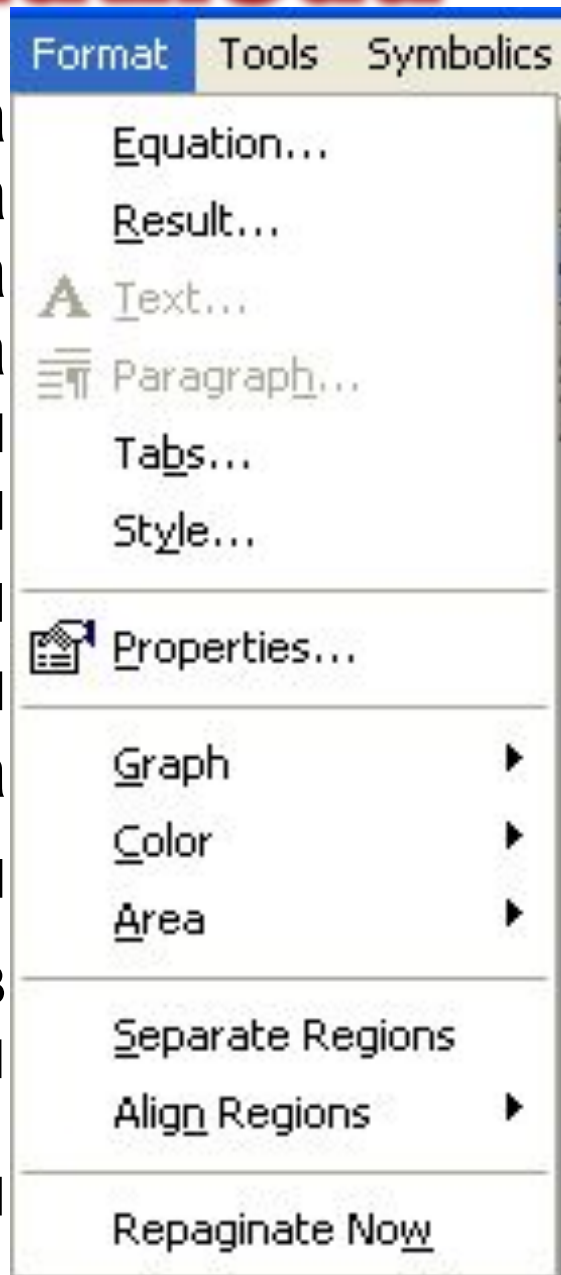 Format Tools Symbolics
Equation...
Result...
Text...
Paragraph...
Tabs...
Style...
Properties...
Graph
Color
Area
Separate Regions
Align Regions
Repaginate Now